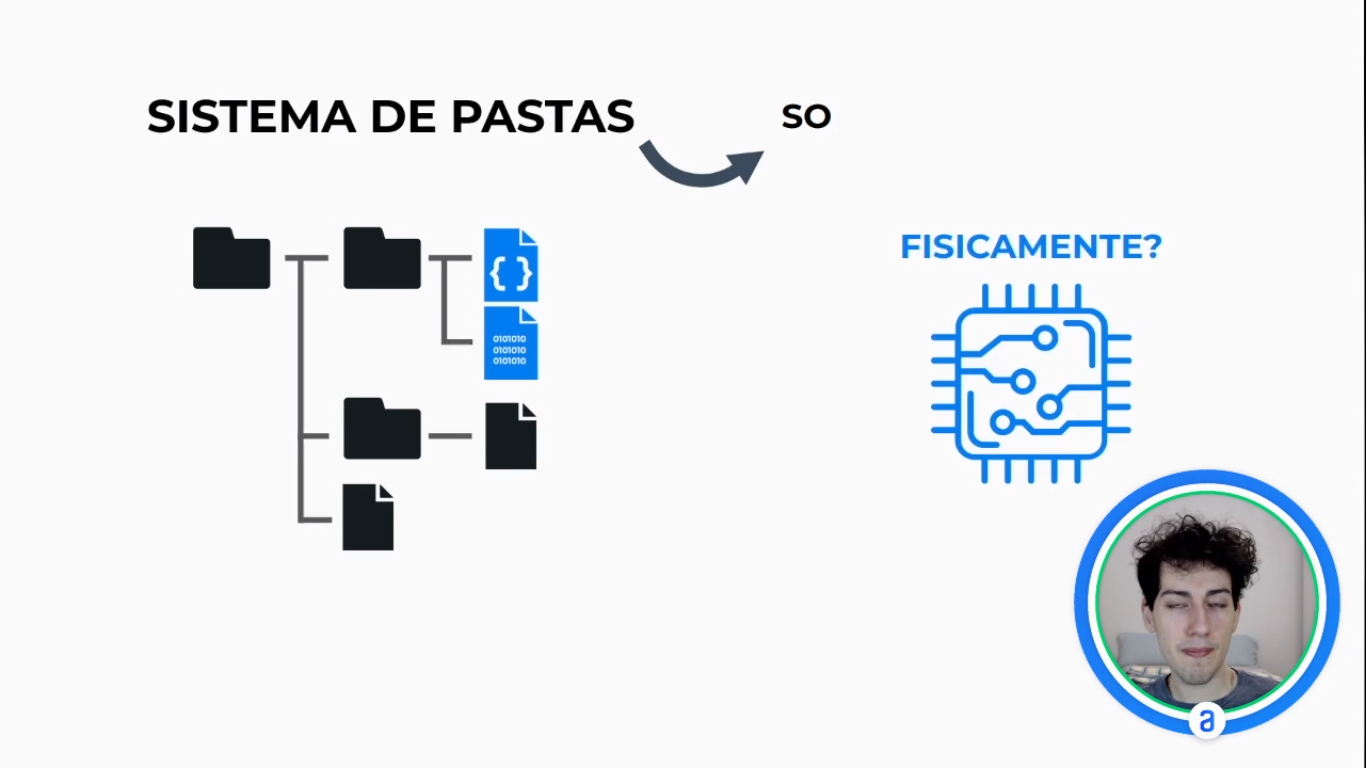 SISTEMA DE PASTAS
SO
FISICAMENTE?
{ }
0101010
0101010
0101010
a